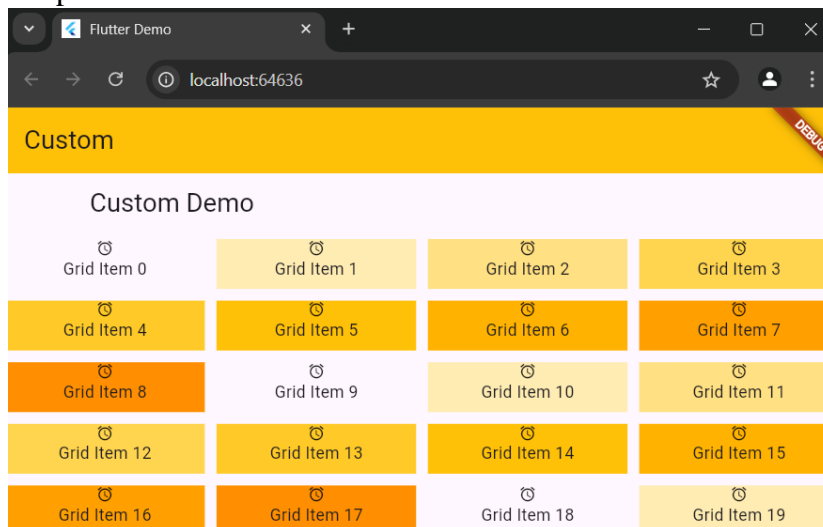 Flutter Demo
localhost:64636
Custom
DEBUG
Custom Demo
Grid Item 0
Grid Item 1
Grid Item 2
Grid Item 3
Grid Item 4
Grid Item 5
Grid Item 6
Grid Item 7
Grid Item 8
Grid Item 9
Grid Item 10
Grid Item 11
Grid Item 12
Grid Item 13
Grid Item 14
Grid Item 15
Grid Item 16
Grid Item 17
Grid Item 18
Grid Item 19